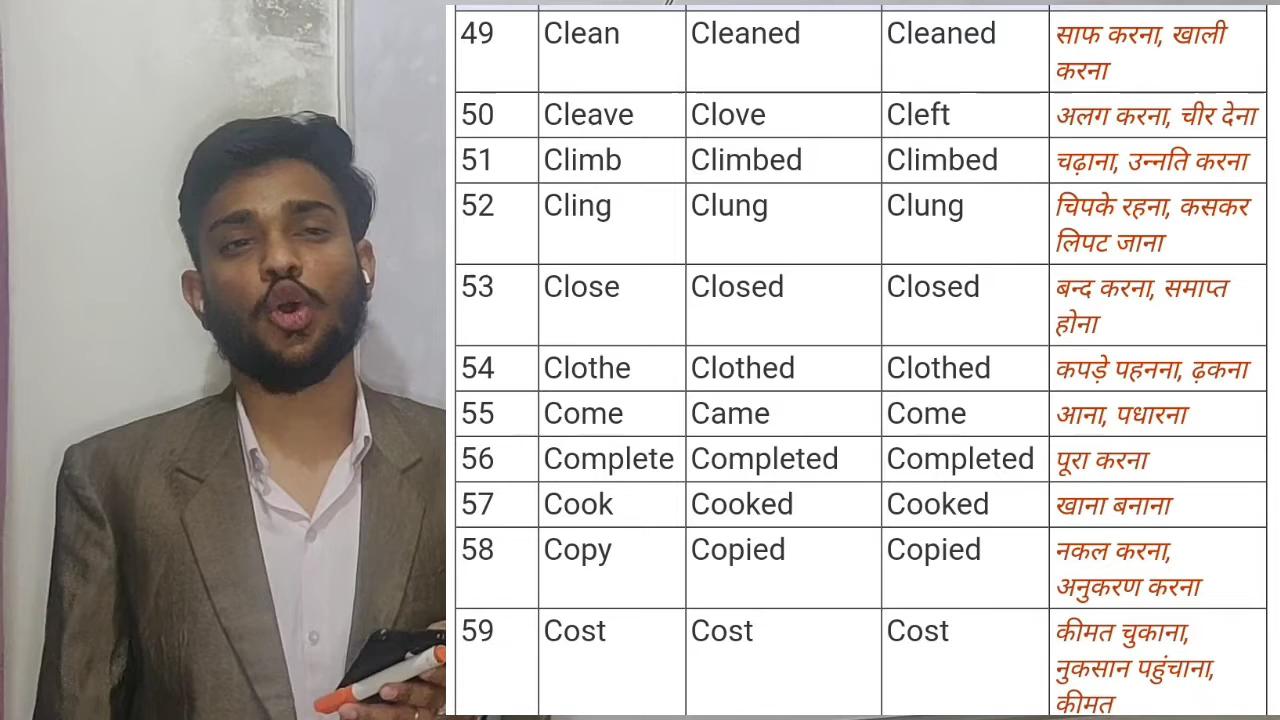 49 Clean Cleaned Cleaned साफ करना, खाली
करना
50 Cleave Clove Cleft अलग करना, चीर देना
51 Climb Climbed Climbed चढ़ाना, उन्नति करना
52 Cling Clung Clung चिपके रहना, कसकर
लिपट जाना
53 Close Closed Closed बन्द करना, समाप्त
होना
54 Clothe Clothed Clothed कपड़े पहनना, ढ़कना
55 Come Came Come आना, पधारना
56 Complete Completed Completed पूरा करना
57 Cook Cooked Cooked खाना बनाना
58 Copy Copied Copied नकल करना,
अनुकरण करना
59 Cost Cost Cost कीमत चुकाना,
नुकसान पहुंचाना,
कीमत